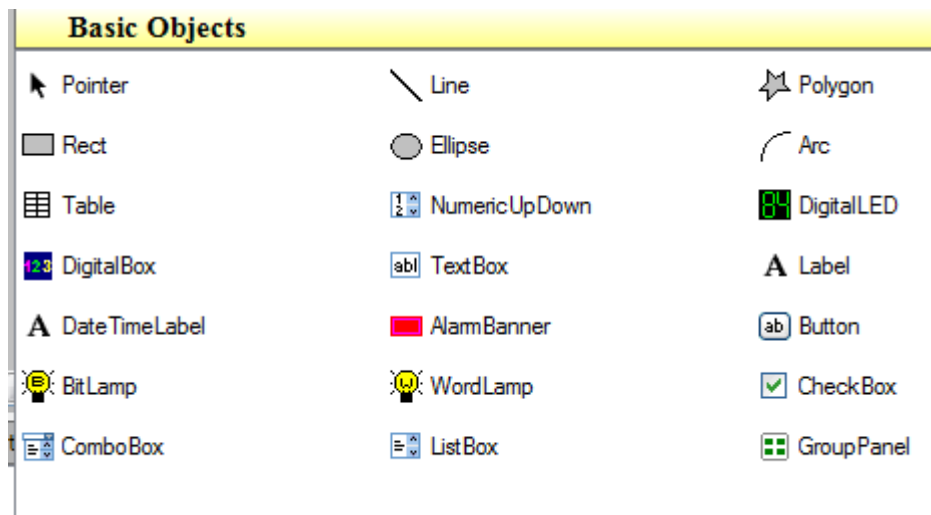 Basic Objects
Pointer Line Polygon
Rect Ellipse Arc
Table NumericUpDown DigitalLED
DigitalBox TextBox Label
DateTimeLabel AlarmBanner Button
BitLamp WordLamp CheckBox
ComboBox ListBox GroupPanel